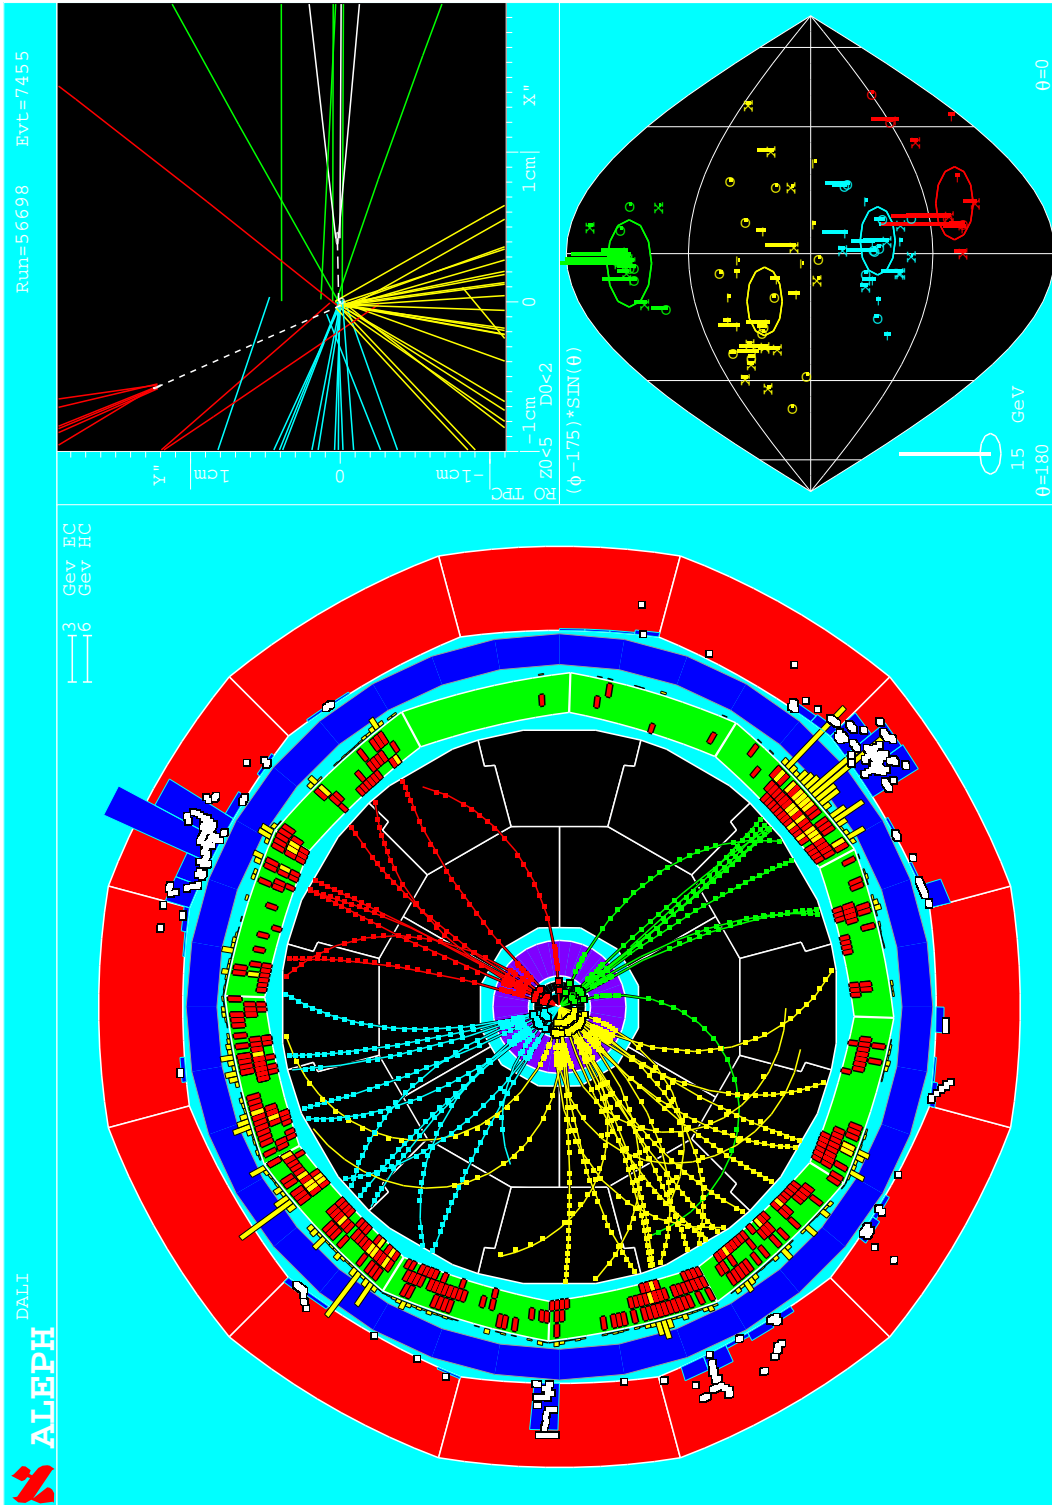 ALEPH
DALI
Run=56698 Evt=7455
3 Gev EC
6 Gev HC
Y"
1cm
0
-1cm
X"
1cm
0
-1cm
Z0<5 D0<2
RO TPC
(ϕ-175)*SIN(θ)
θ=0
θ=180
15 GeV